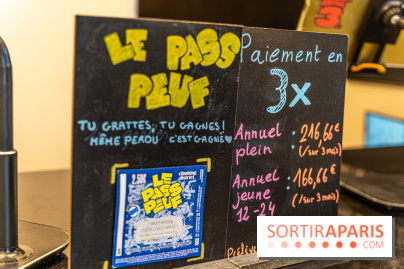 LE PASS
PEUF
TU GRATTES, TU GAGNES !
MÊME PERDU C'EST GAGNÉ
LE PASS
PEUF
Paiement en
3x
Annuel : 216,66€
plein (/sur 3 mois)
Annuel : 166,66€
jeune (/sur 3 mois)
12-24
SORTIRAPARIS
.COM